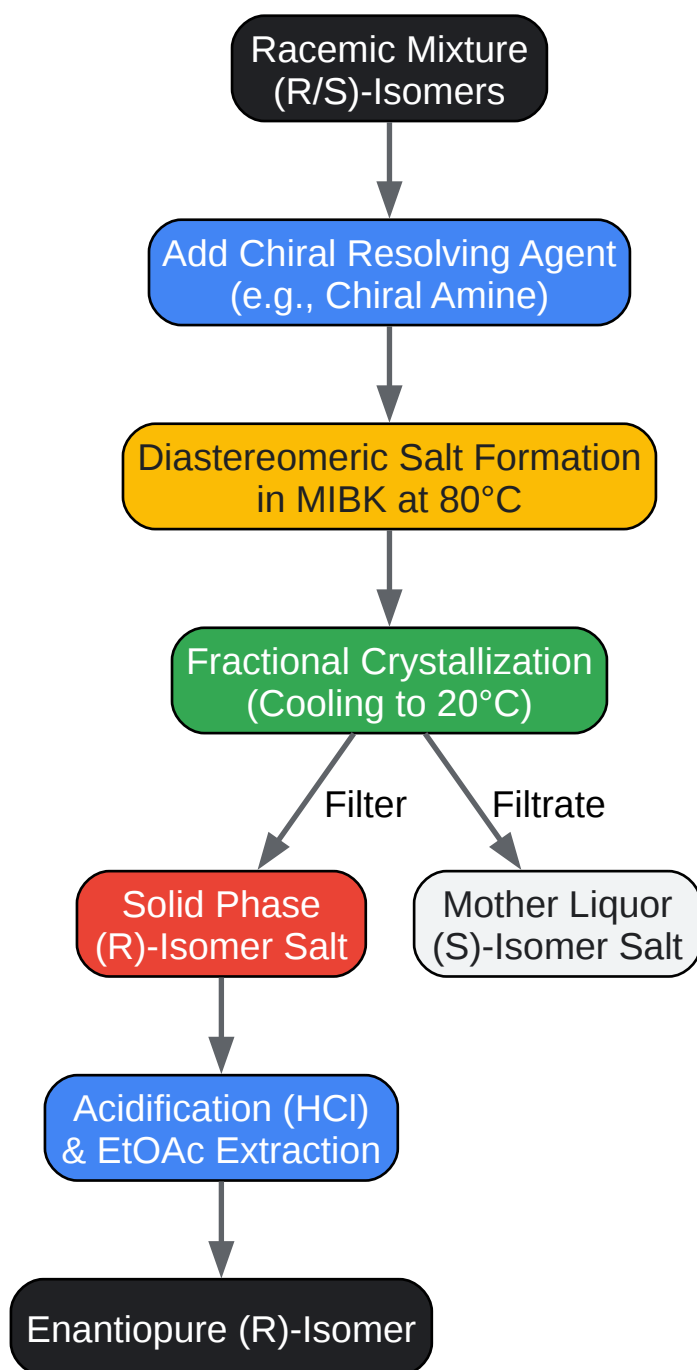 Racemic Mixture
(R/S)-Isomers
Add Chiral Resolving Agent
(e.g., Chiral Amine)
Diastereomeric Salt Formation
in MIBK at 80°C
Fractional Crystallization
(Cooling to 20°C)
Filter
Filtrate
Solid Phase
(R)-Isomer Salt
Mother Liquor
(S)-Isomer Salt
Acidification (HCl)
& EtOAc Extraction
Enantiopure (R)-Isomer